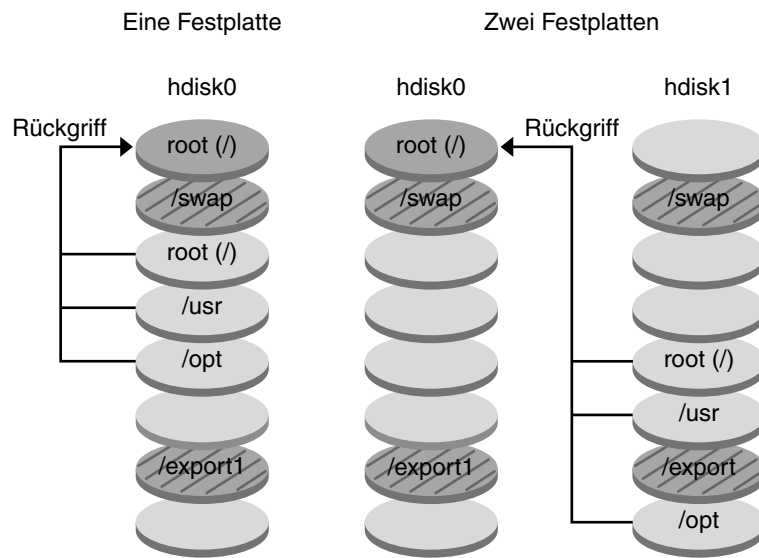 Eine Festplatte
Zwei Festplatten
hdisk0
hdisk0
hdisk1
Rückgriff
root (/)
root (/)
Rückgriff
/swap
/swap
/swap
root (/)
/usr
/opt
root (/)
/usr
/export1
/export1
/export
/opt